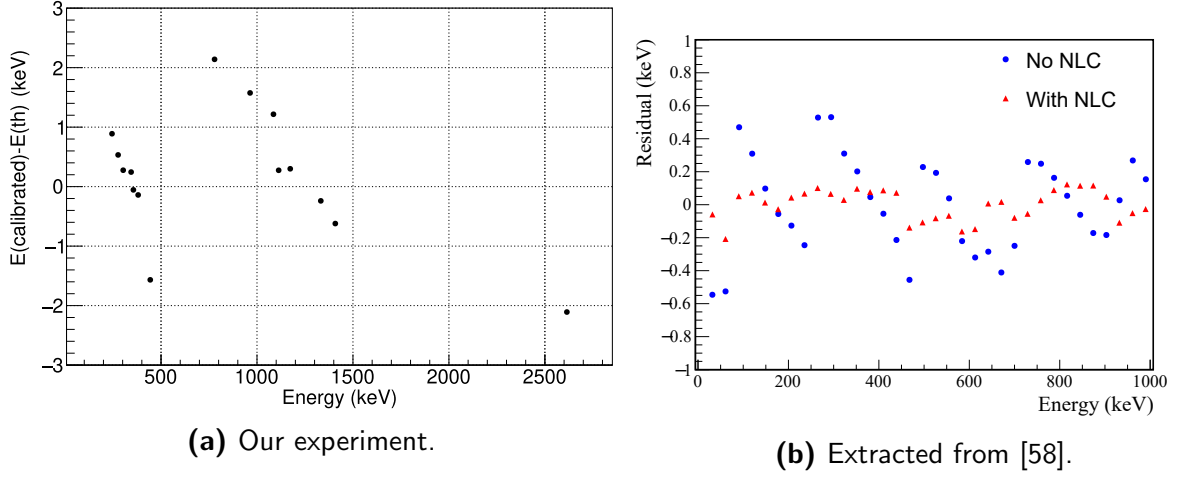 E(calibrated)-E(th) (keV)
3
2
1
0
−1
−2
−3
500 1000 1500 2000 2500
Energy (keV)
(a) Our experiment.
Residual (keV)
1
0.8
0.6
0.4
0.2
0
−0.2
−0.4
−0.6
−0.8
−1
No NLC
With NLC
0 200 400 600 800 1000
Energy (keV)
(b) Extracted from [58].